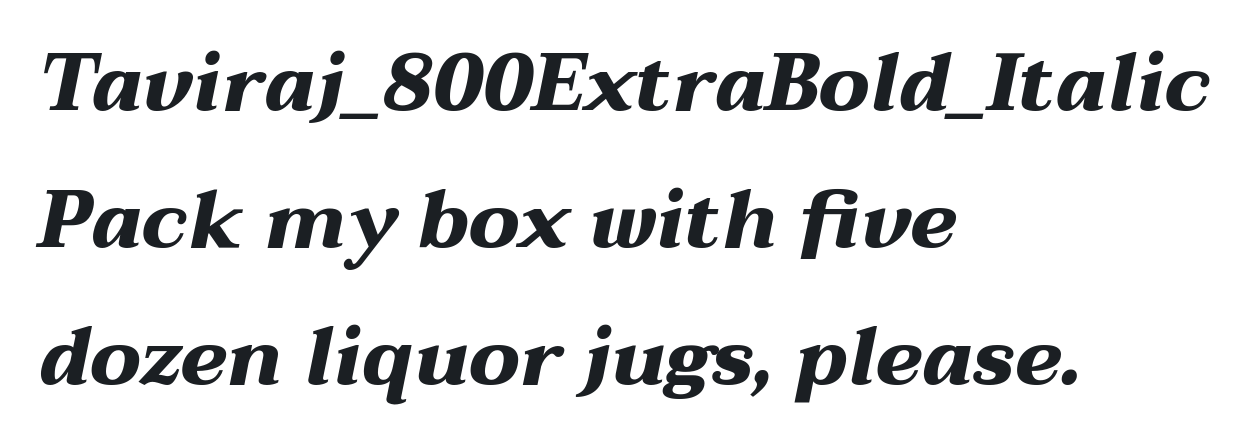 Taviraj_800ExtraBold_Italic
Pack my box with five
dozen liquor jugs, please.